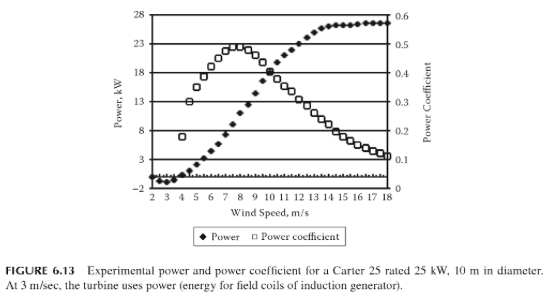 28
23
18
13
8
3
−2
Power, kW
0.6
0.5
0.4
0.3
0.2
0.1
0
Power Coefficient
2 3 4 5 6 7 8 9 10 11 12 13 14 15 16 17 18
Wind Speed, m/s
Power Power coefficient
FIGURE 6.13 Experimental power and power coefficient for a Carter 25 rated 25 kW, 10 m in diameter.
At 3 m/sec, the turbine uses power (energy for field coils of induction generator).